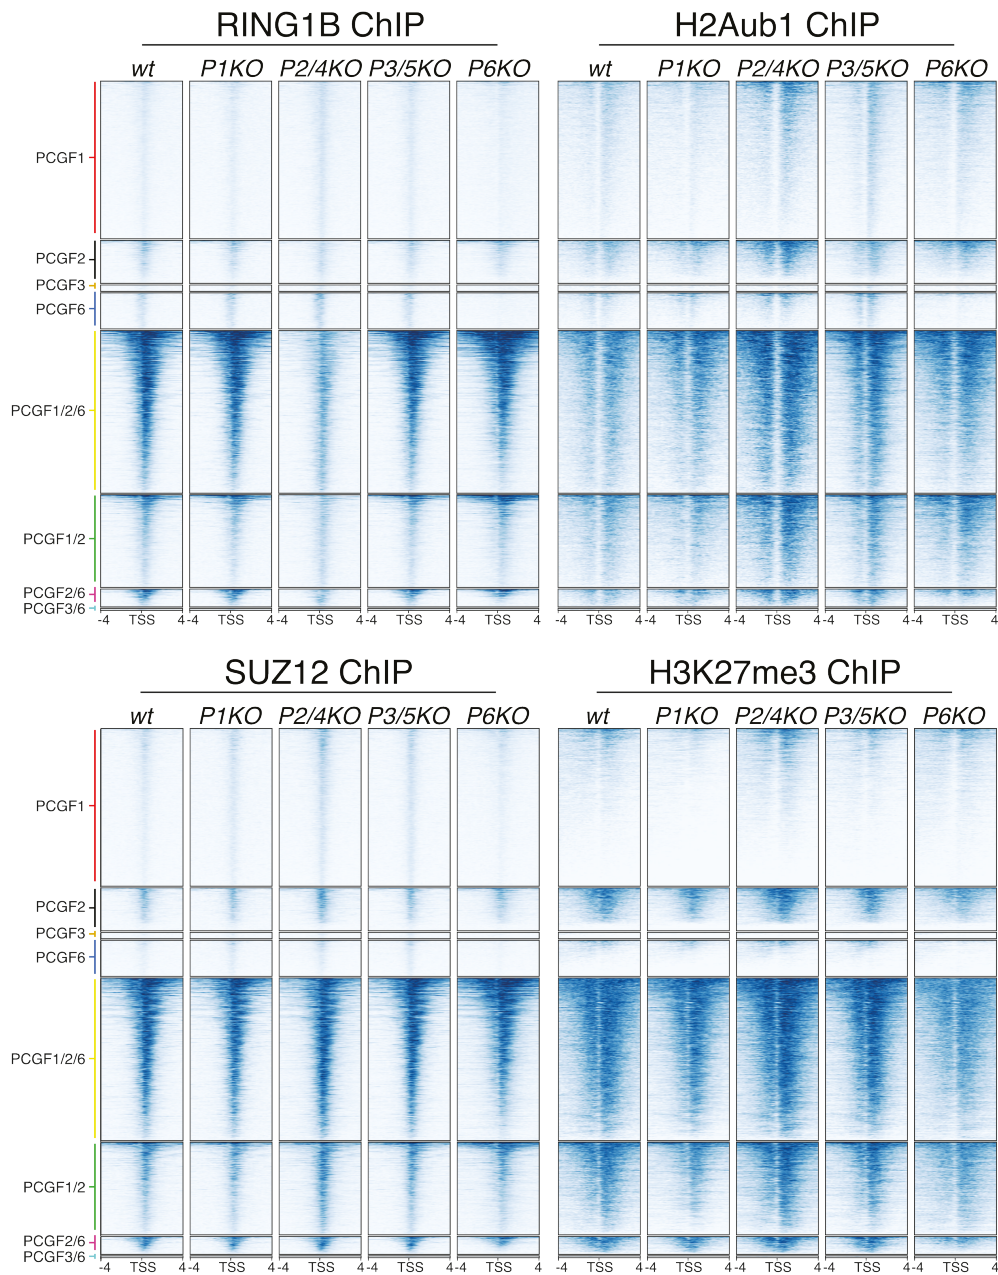 RING1B ChIP H2Aub1 ChIP
wt P1KO P2/4KO P3/5KO P6KO wt P1KO P2/4KO P3/5KO P6KO
PCGF1
PCGF2
PCGF3
PCGF6
PCGF1/2/6
PCGF1/2
PCGF2/6
PCGF3/6
-4 TSS 4 -4 TSS 4 -4 TSS 4 -4 TSS 4 -4 TSS 4 -4 TSS 4 -4 TSS 4 -4 TSS 4 -4 TSS 4 -4 TSS 4
SUZ12 ChIP H3K27me3 ChIP
wt P1KO P2/4KO P3/5KO P6KO wt P1KO P2/4KO P3/5KO P6KO
PCGF1
PCGF2
PCGF3
PCGF6
PCGF1/2/6
PCGF1/2
PCGF2/6
PCGF3/6
-4 TSS 4 -4 TSS 4 -4 TSS 4 -4 TSS 4 -4 TSS 4 -4 TSS 4 -4 TSS 4 -4 TSS 4 -4 TSS 4 -4 TSS 4